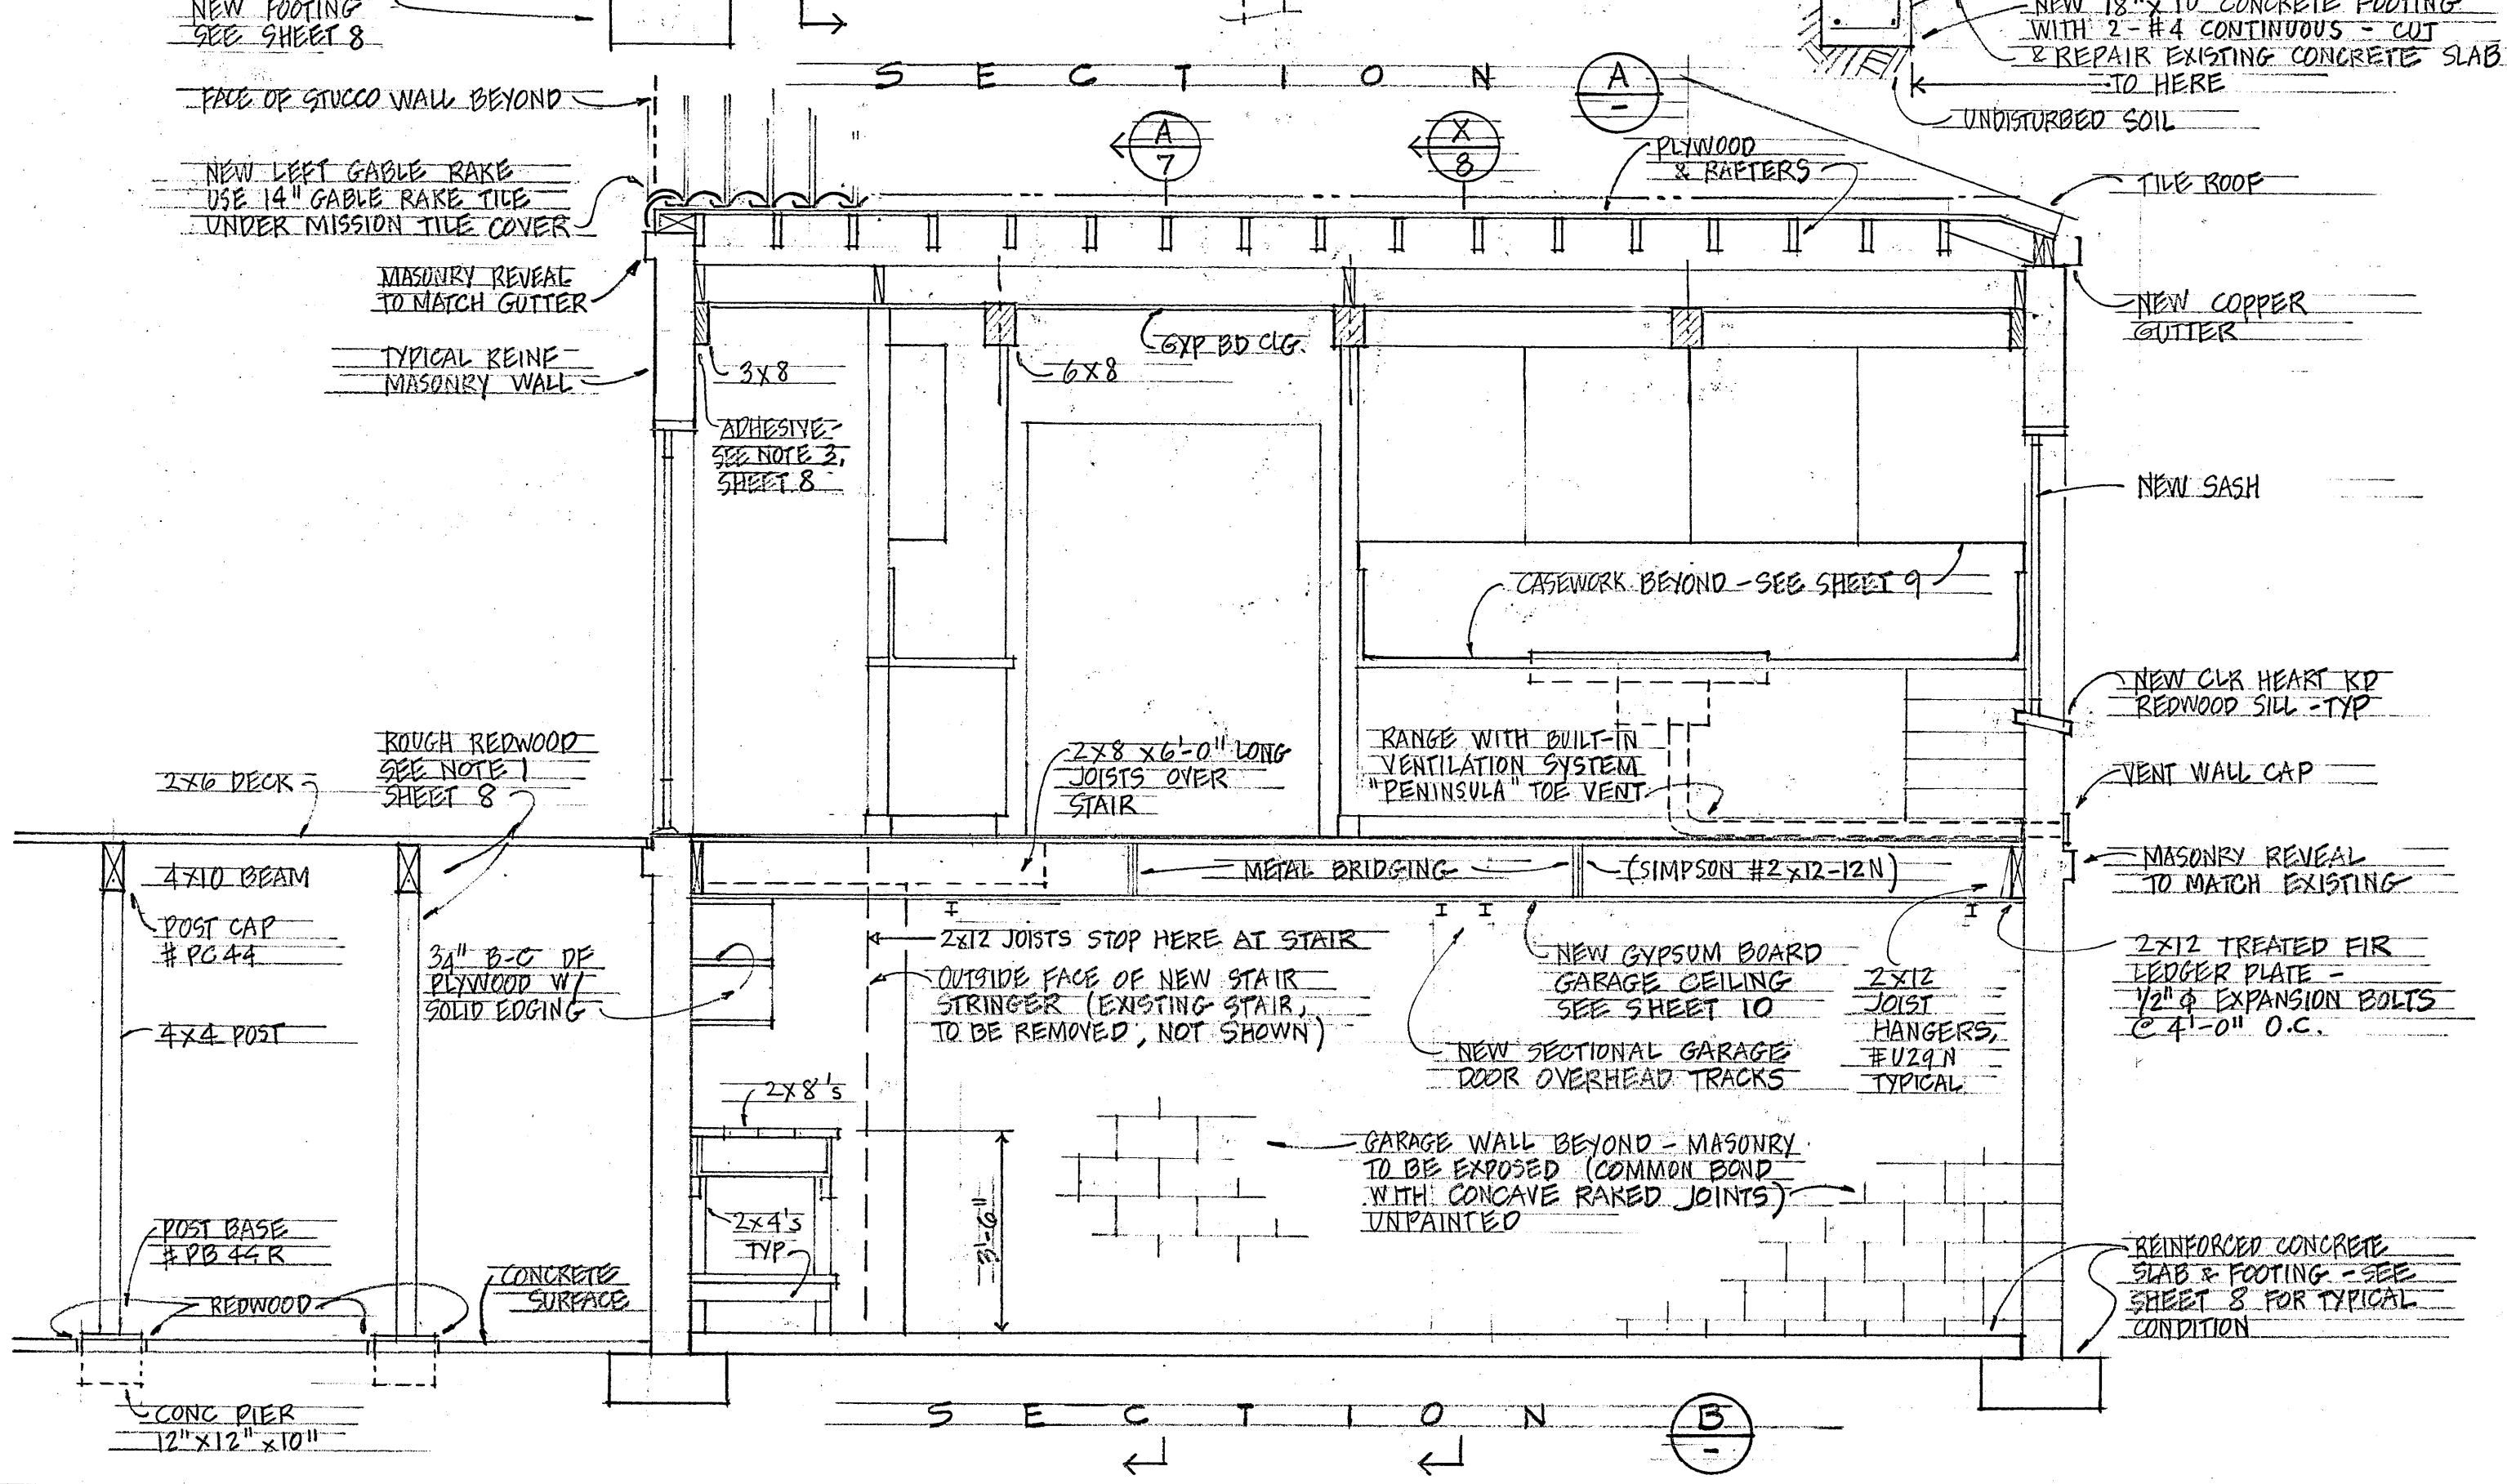 NEW FOOTING
SEE SHEET 8
NEW 18" X 10" CONCRETE FOOTING
WITH 2-#4 CONTINUOUS - CUT
& REPAIR EXISTING CONCRETE SLAB
TO HERE
UNDISTURBED SOIL
SECTION
A
-
FACE OF STUCCO WALL BEYOND
A
7
X
8
PLYWOOD
& RAFTERS
TILE ROOF
NEW LEFT GABLE RAKE
USE 14" GABLE RAKE TILE
UNDER MISSION TILE COVER
MASONRY REVEAL
TO MATCH GUTTER
NEW COPPER
GUTTER
TYPICAL REINF
MASONRY WALL
3X8
6X8
GYP BD CLG.
ADHESIVE-
SEE NOTE 3,
SHEET 8
NEW SASH
CASEWORK BEYOND - SEE SHEET 9
NEW CLR HEART KD
REDWOOD SILL - TYP
2X6 DECK
ROUGH REDWOOD
SEE NOTE 1
SHEET 8
2X8 X 6'-0" LONG
JOISTS OVER
STAIR
RANGE WITH BUILT-IN
VENTILATION SYSTEM
"PENINSULA" TOE VENT
VENT WALL CAP
4X10 BEAM
METAL BRIDGING
(SIMPSON #2X12-12N)
MASONRY REVEAL
TO MATCH EXISTING
POST CAP
# PC44
3/4" B-C DF
PLYWOOD W/
SOLID EDGING
2X12 JOISTS STOP HERE AT STAIR
OUTSIDE FACE OF NEW STAIR
STRINGER (EXISTING STAIR,
TO BE REMOVED, NOT SHOWN)
NEW GYPSUM BOARD
GARAGE CEILING
SEE SHEET 10
2X12
JOIST
HANGERS,
#U29N
TYPICAL
2X12 TREATED FIR
LEDGER PLATE -
1/2" φ EXPANSION BOLTS
@ 4'-0" O.C.
4X4 POST
NEW SECTIONAL GARAGE
DOOR OVERHEAD TRACKS
2X8's
GARAGE WALL BEYOND - MASONRY
TO BE EXPOSED (COMMON BOND
WITH CONCAVE RAKED JOINTS)
UNPAINTED
3'-6"
2X4's
TYP
POST BASE
# PB 44R
REDWOOD
CONCRETE
SURFACE
REINFORCED CONCRETE
SLAB & FOOTING - SEE
SHEET 8 FOR TYPICAL
CONDITION
CONC PIER
12"X12"X10"
SECTION
B
-